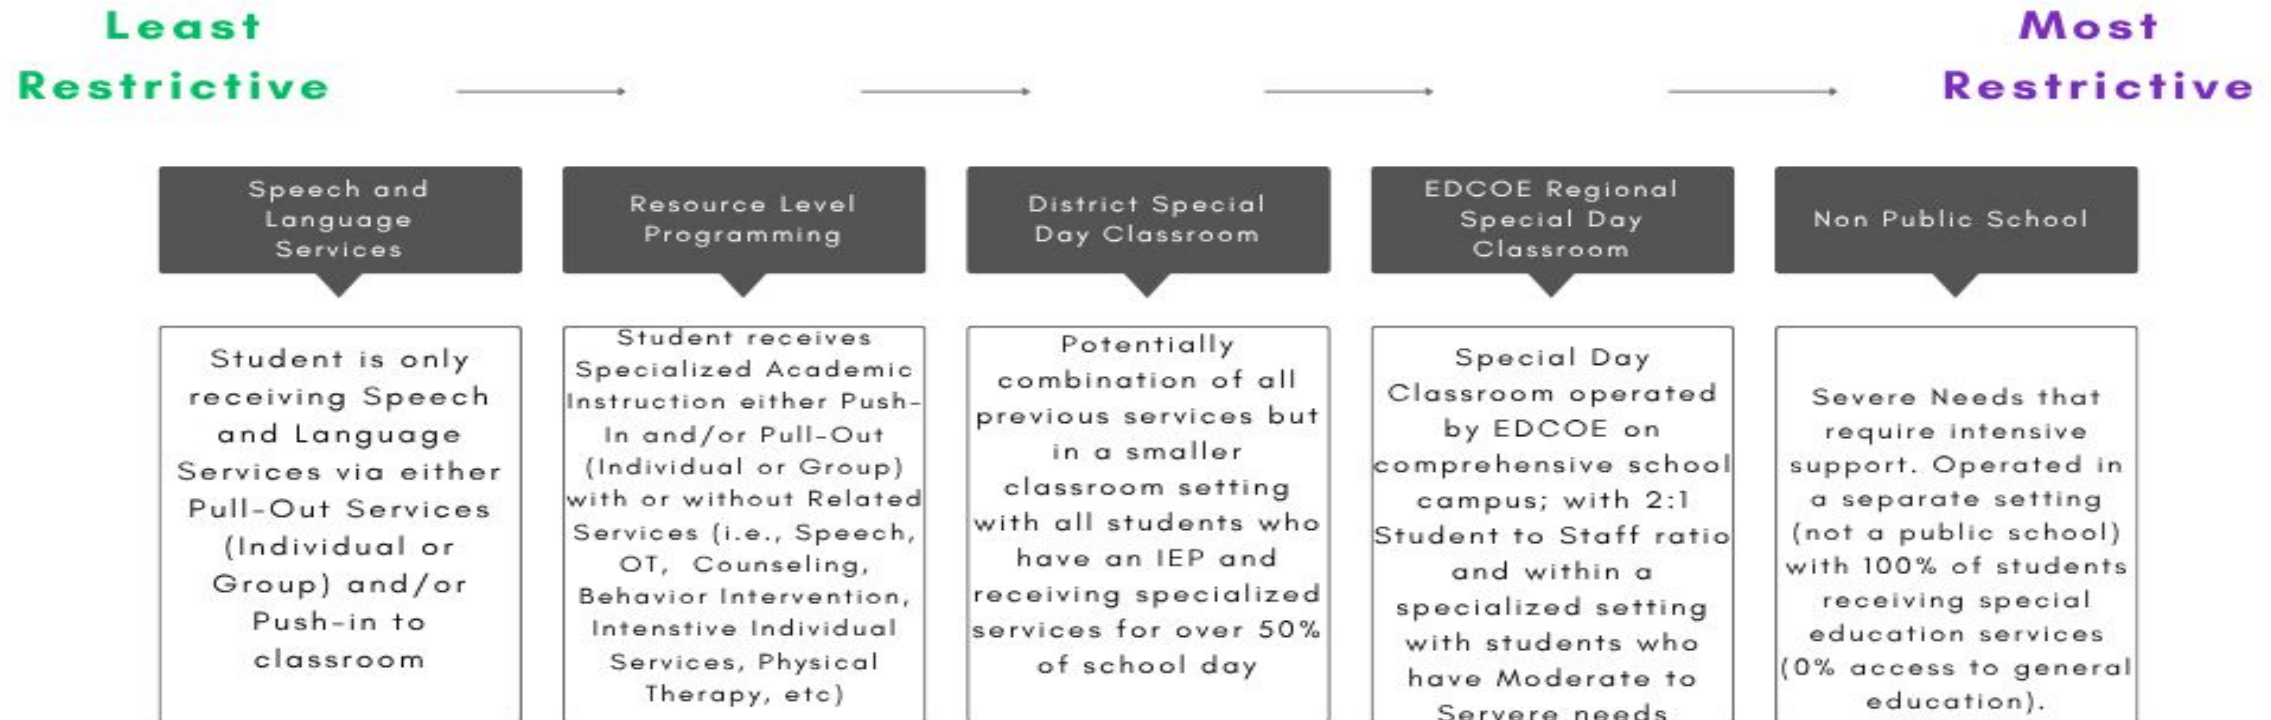 Least
Restrictive
Most
Restrictive
Speech and
Language
Services
Resource Level
Programming
District Special
Day Classroom
EDCOE Regional
Special Day
Classroom
Non Public School
Student is only
receiving Speech
and Language
Services via either
Pull-Out Services
(Individual or
Group) and/or
Push-in to
classroom
Student receives
Specialized Academic
Instruction either Push-
In and/or Pull-Out
(Individual or Group)
with or without Related
Services (i.e., Speech,
OT, Counseling,
Behavior Intervention,
Intenstive Individual
Services, Physical
Therapy, etc)
Potentially
combination of all
previous services but
in a smaller
classroom setting
with all students who
have an IEP and
receiving specialized
services for over 50%
of school day
Special Day
Classroom operated
by EDCOE on
comprehensive school
campus; with 2:1
Student to Staff ratio
and within a
specialized setting
with students who
have Moderate to
Servere needs
Severe Needs that
require intensive
support. Operated in
a separate setting
(not a public school)
with 100% of students
receiving special
education services
(0% access to general
education).